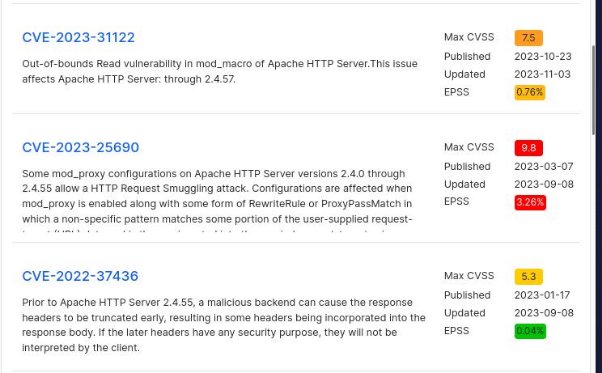 CVE-2023-31122
Max CVSS 7.5
Out-of-bounds Read vulnerability in mod_macro of Apache HTTP Server.This issue
Published 2023-10-23
affects Apache HTTP Server: through 2.4.57.
Updated 2023-11-03
EPSS 0.76%
CVE-2023-25690
Max CVSS 9.8
Some mod_proxy configurations on Apache HTTP Server versions 2.4.0 through
Published 2023-03-07
2.4.55 allow a HTTP Request Smuggling attack. Configurations are affected when
Updated 2023-09-08
mod_proxy is enabled along with some form of RewriteRule or ProxyPassMatch in
EPSS 3.26%
which a non-specific pattern matches some portion of the user-supplied request-
CVE-2022-37436
Max CVSS 5.3
Prior to Apache HTTP Server 2.4.55, a malicious backend can cause the response
Published 2023-01-17
headers to be truncated early, resulting in some headers being incorporated into the
Updated 2023-09-08
response body. If the later headers have any security purpose, they will not be
EPSS 0.04%
interpreted by the client.